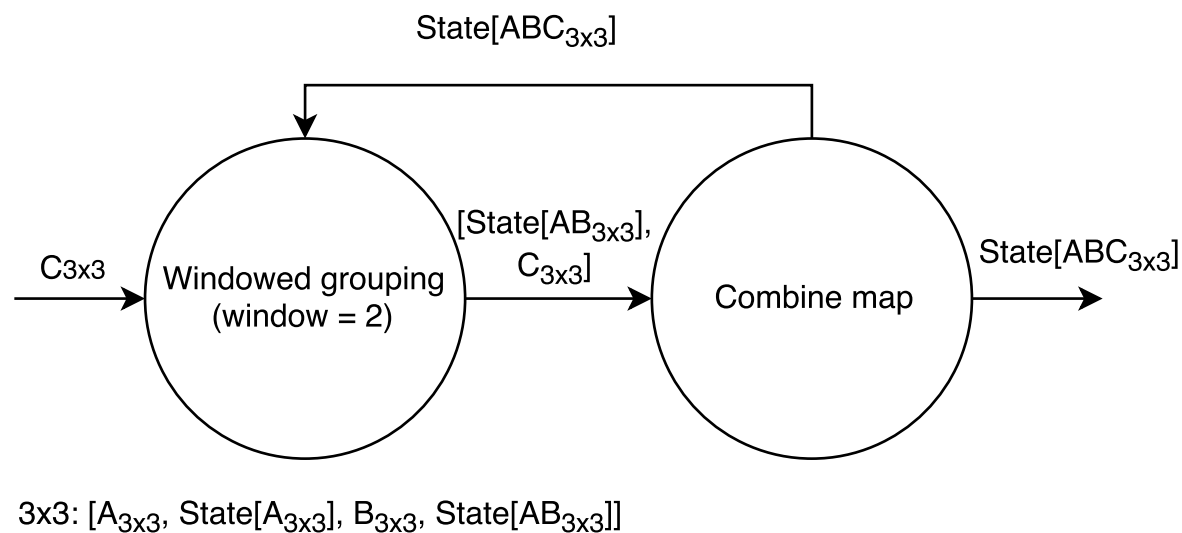 State[ABC3x3]
C3x3
Windowed grouping
(window = 2)
[State[AB3x3],
C3x3]
Combine map
State[ABC3x3]
3x3: [A3x3, State[A3x3], B3x3, State[AB3x3]]